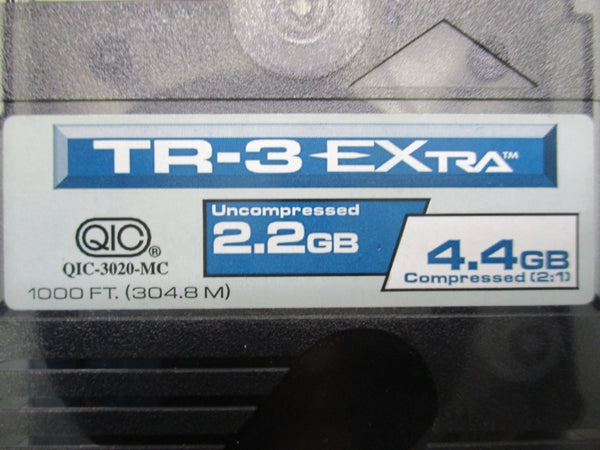 TR-3 EXTRA™
Uncompressed
2.2GB
4.4GB
Compressed (2:1)
QIC®
QIC-3020-MC
1000 FT. (304.8 M)